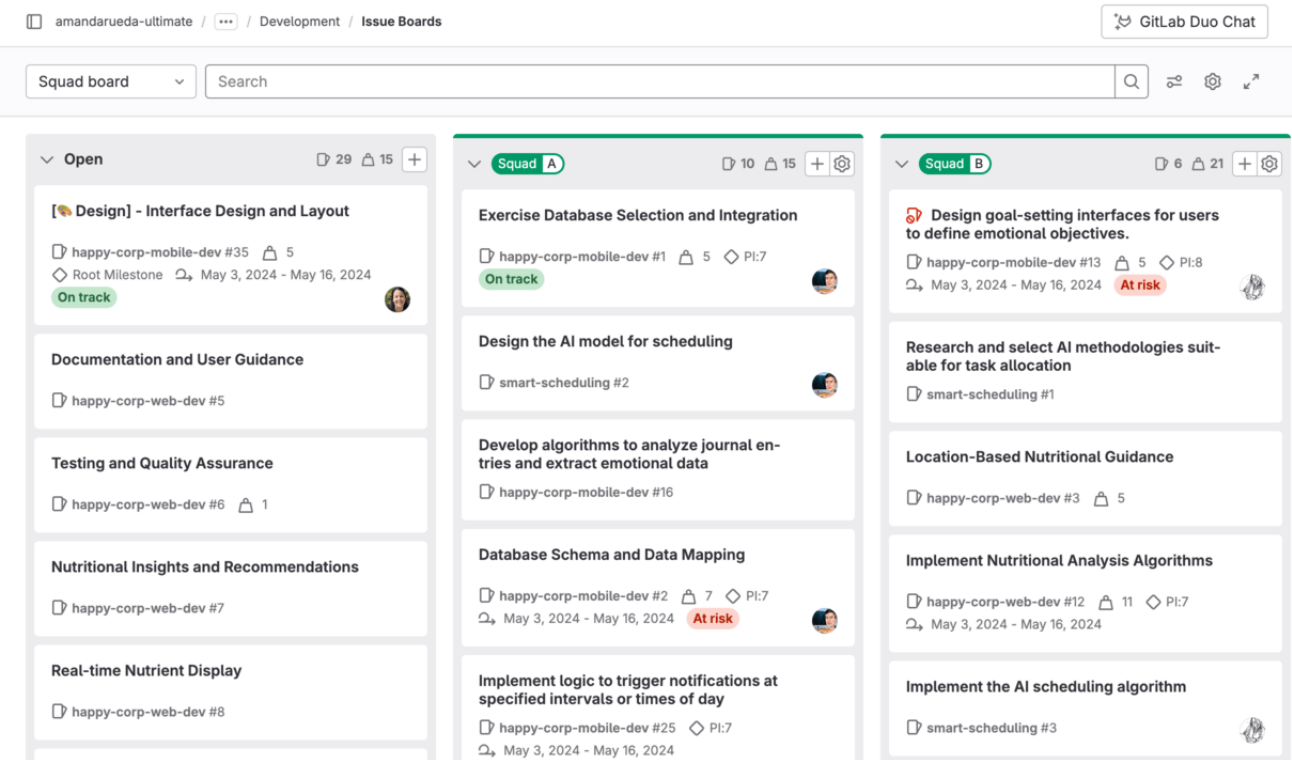 amandarueda-ultimate / ... / Development / Issue Boards
GitLab Duo Chat
Squad board
Search
Open 29 15
[🎨 Design] - Interface Design and Layout
happy-corp-mobile-dev #35 5
Root Milestone May 3, 2024 - May 16, 2024
On track
Documentation and User Guidance
happy-corp-web-dev #5
Testing and Quality Assurance
happy-corp-web-dev #6 1
Nutritional Insights and Recommendations
happy-corp-web-dev #7
Real-time Nutrient Display
happy-corp-web-dev #8
Squad A 10 15
Exercise Database Selection and Integration
happy-corp-mobile-dev #1 5 PI:7
On track
Design the AI model for scheduling
smart-scheduling #2
Develop algorithms to analyze journal en-
tries and extract emotional data
happy-corp-mobile-dev #16
Database Schema and Data Mapping
happy-corp-mobile-dev #2 7 PI:7
May 3, 2024 - May 16, 2024 At risk
Implement logic to trigger notifications at
specified intervals or times of day
happy-corp-mobile-dev #25 PI:7
May 3, 2024 - May 16, 2024
Squad B 6 21
Design goal-setting interfaces for users
to define emotional objectives.
happy-corp-mobile-dev #13 5 PI:8
May 3, 2024 - May 16, 2024 At risk
Research and select AI methodologies suit-
able for task allocation
smart-scheduling #1
Location-Based Nutritional Guidance
happy-corp-web-dev #3 5
Implement Nutritional Analysis Algorithms
happy-corp-web-dev #12 11 PI:7
May 3, 2024 - May 16, 2024
Implement the AI scheduling algorithm
smart-scheduling #3